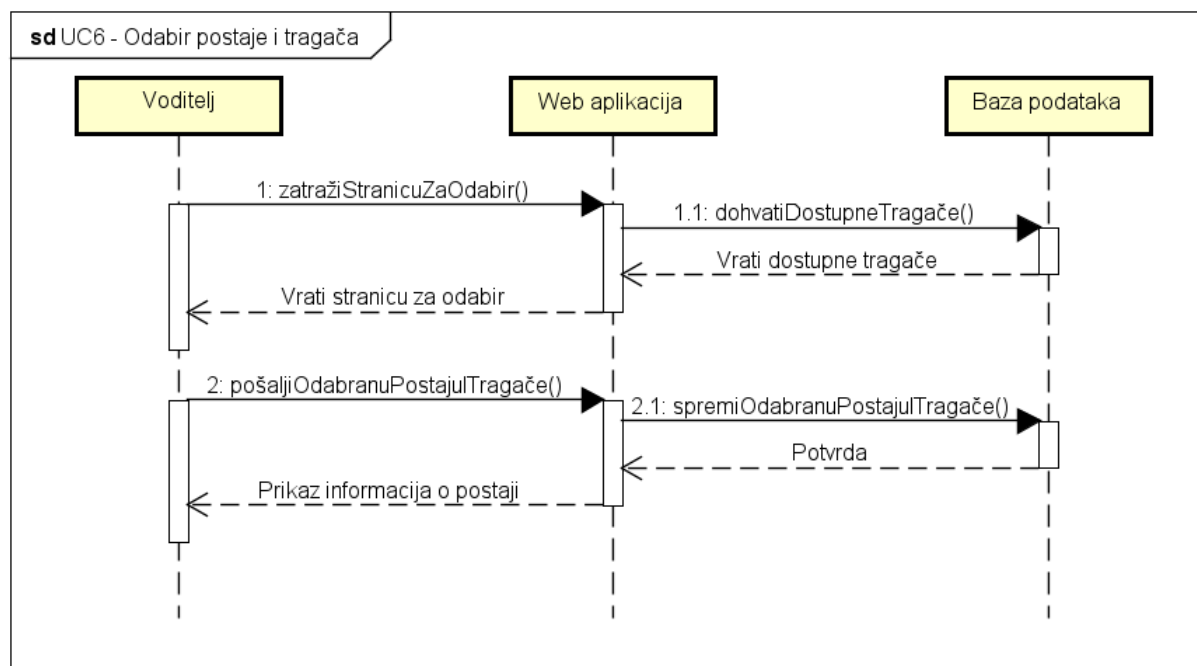 sd UC6 - Odabir postaje i tragača
Voditelj
Web aplikacija
Baza podataka
1: zatražiStranicuZaOdabir()
1.1: dohvatiDostupneTragače()
Vrati dostupne tragače
Vrati stranicu za odabir
2: pošaljiOdabranuPostajuITragače()
2.1: spremiOdabranuPostajuITragače()
Potvrda
Prikaz informacija o postaji